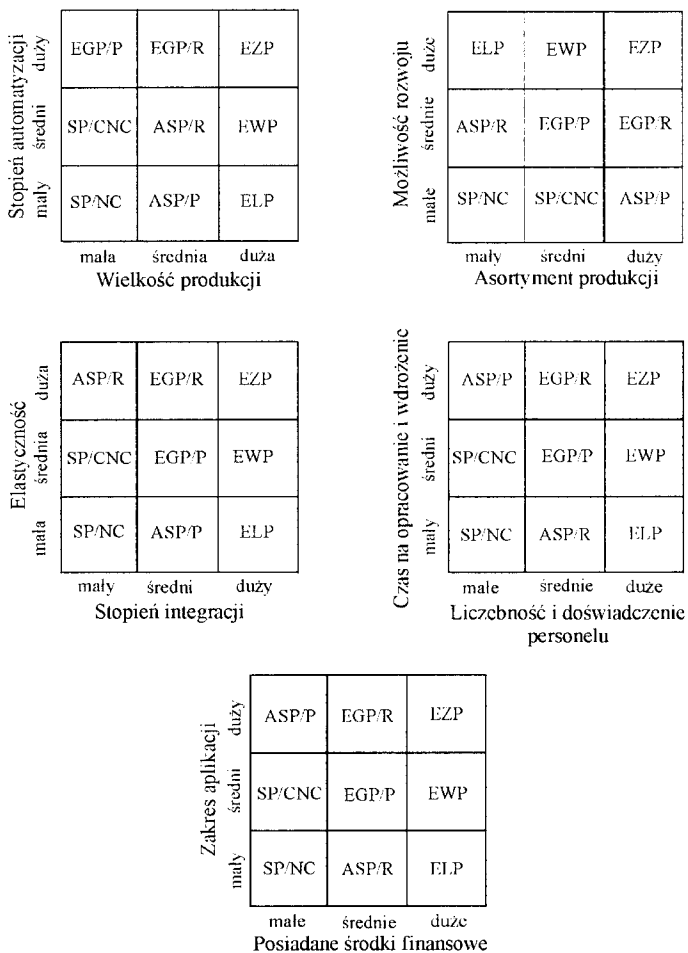 Stopień automatyzacji
duży
EGP/P EGP/R EZP
średni
SP/CNC ASP/R EWP
mały
SP/NC ASP/P ELP
mała średnia duża
Wielkość produkcji
Możliwość rozwoju
duże
ELP EWP EZP
średnie
ASP/R EGP/P EGP/R
małe
SP/NC SP/CNC ASP/P
mały średni duży
Asortyment produkcji
Elastyczność
duża
ASP/R EGP/R EZP
średnia
SP/CNC EGP/P EWP
mała
SP/NC ASP/P ELP
mały średni duży
Stopień integracji
Czas na opracowanie i wdrożenie
duży
ASP/P EGP/R EZP
średni
SP/CNC EGP/P EWP
mały
SP/NC ASP/R ELP
małe średnie duże
Liczebność i doświadczenie
personelu
Zakres aplikacji
duży
ASP/P EGP/R EZP
średni
SP/CNC EGP/P EWP
mały
SP/NC ASP/R ELP
małe średnie duże
Posiadane środki finansowe